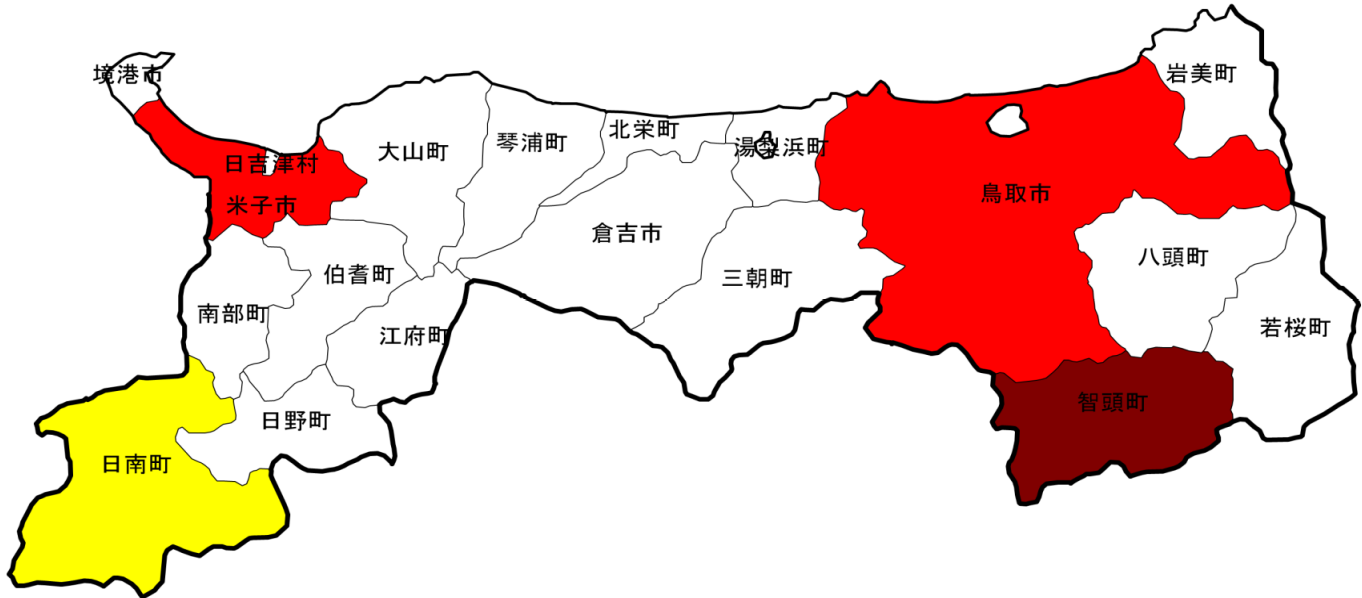 境港市
岩美町
北栄町
琴浦町
大山町
湯梨浜町
日吉津村
鳥取市
米子市
倉吉市
八頭町
伯耆町
三朝町
南部町
若桜町
江府町
智頭町
日野町
日南町